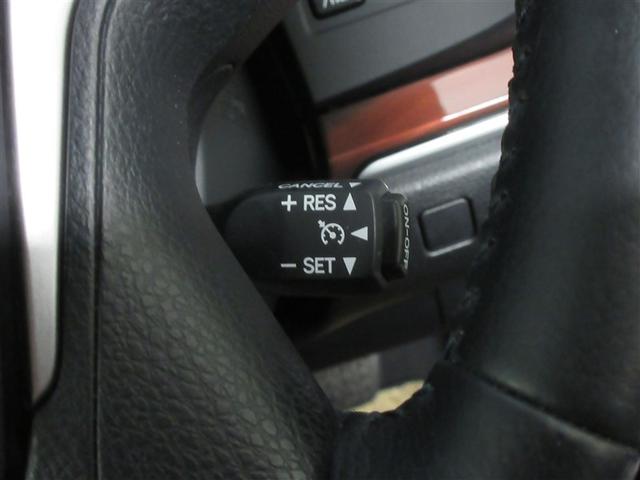 CANCEL
+ RES ▲
◀
− SET ▼
ON-OFF